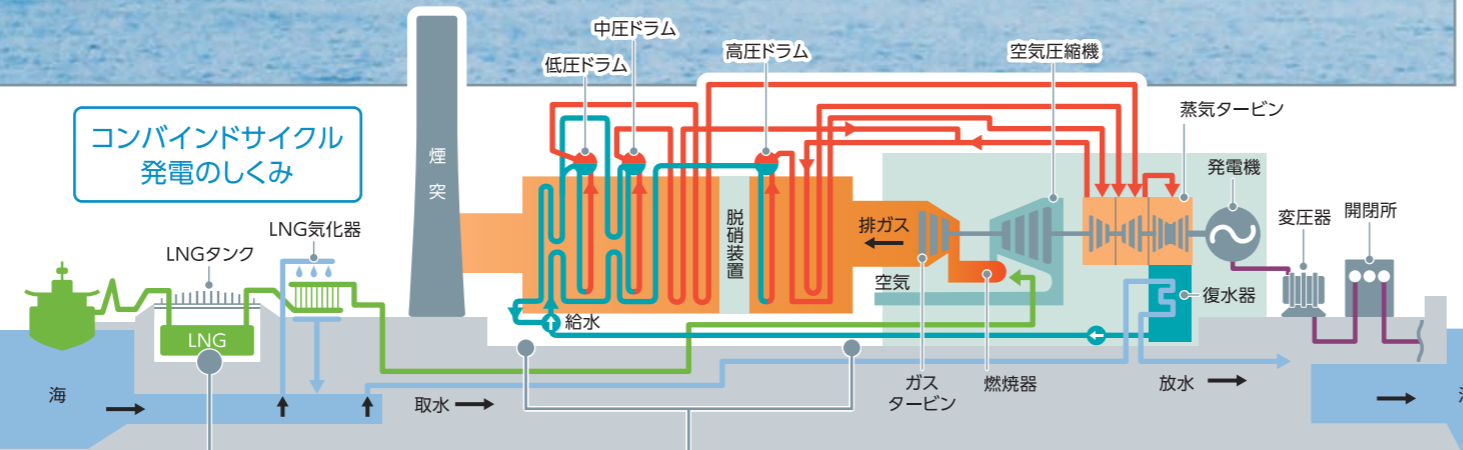 コンバインドサイクル
発電のしくみ
煙突
低圧ドラム
中圧ドラム
高圧ドラム
空気圧縮機
蒸気タービン
発電機
変圧器
開閉所
LNGタンク
LNG気化器
脱硝装置
排ガス
空気
復水器
給水
LNG
海
取水
ガス
タービン
燃焼器
放水